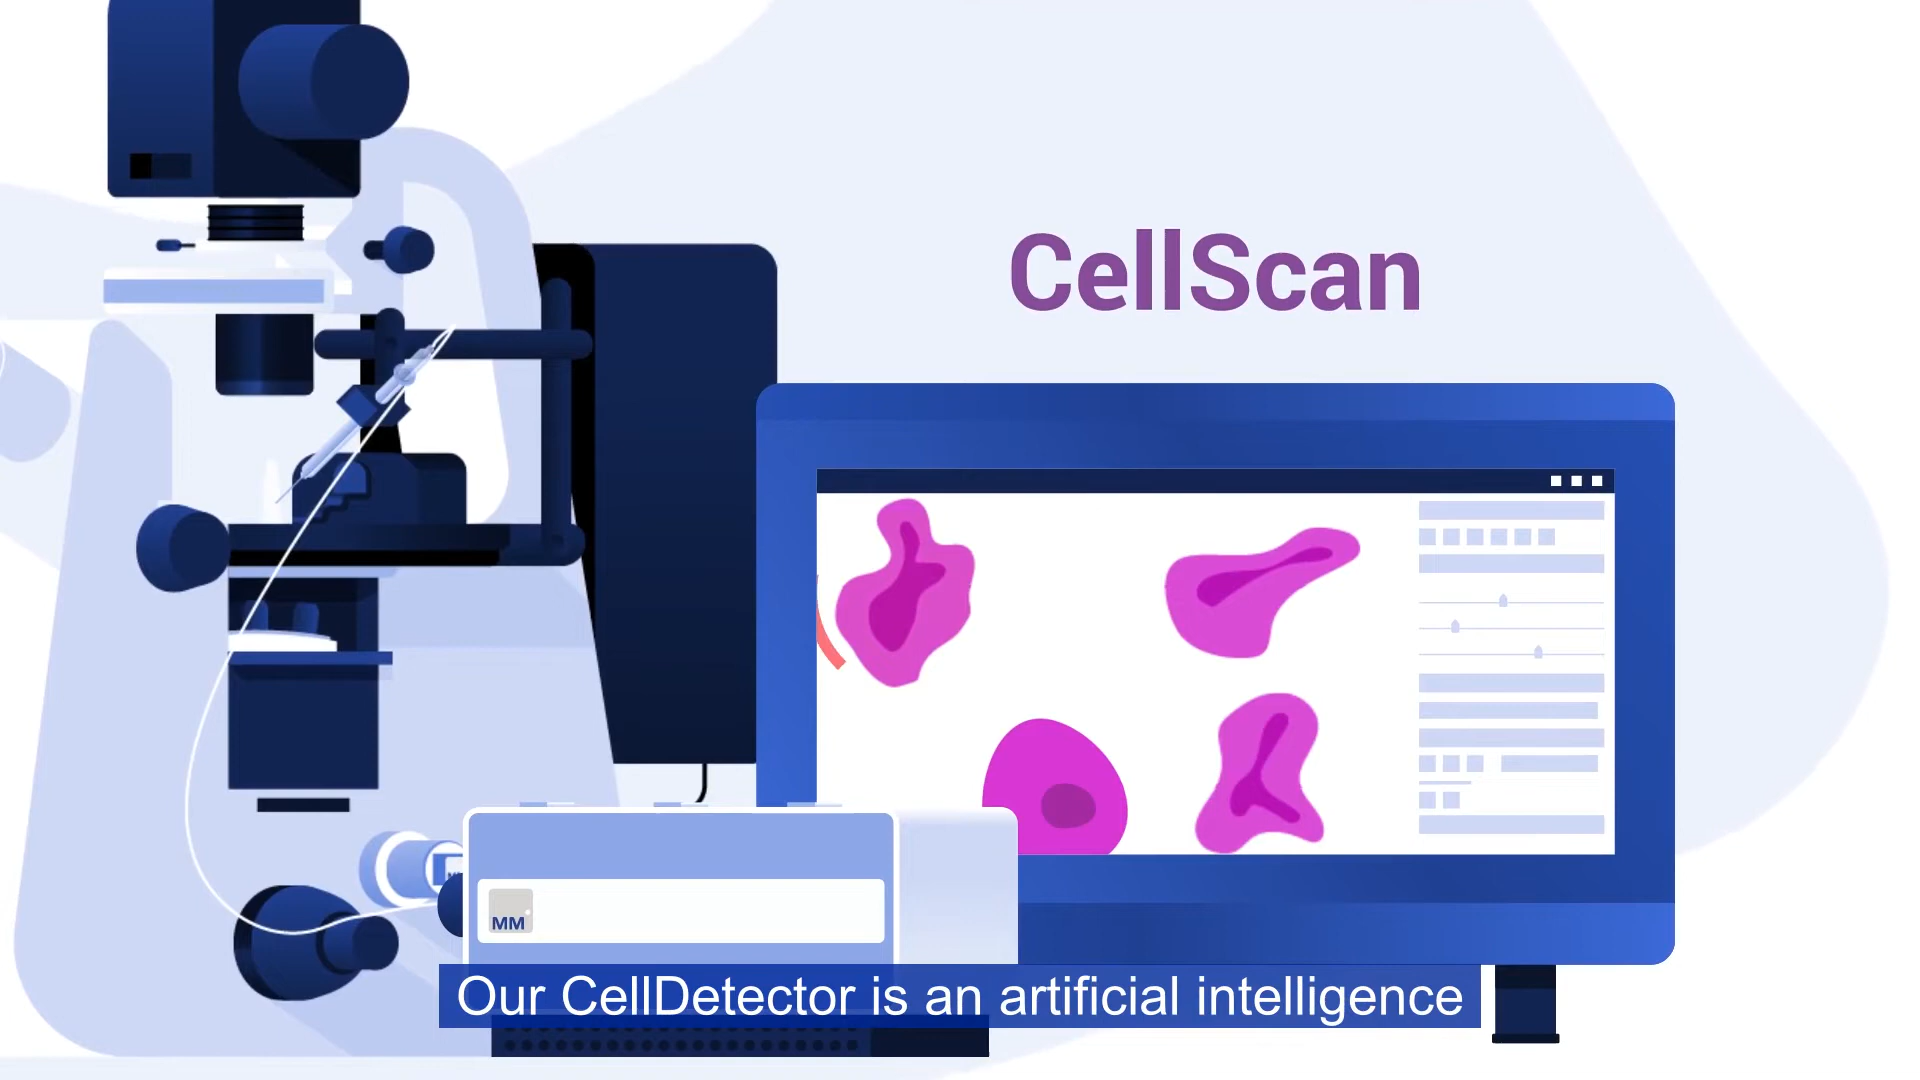 CellScan
MM
Our CellDetector is an artificial intelligence